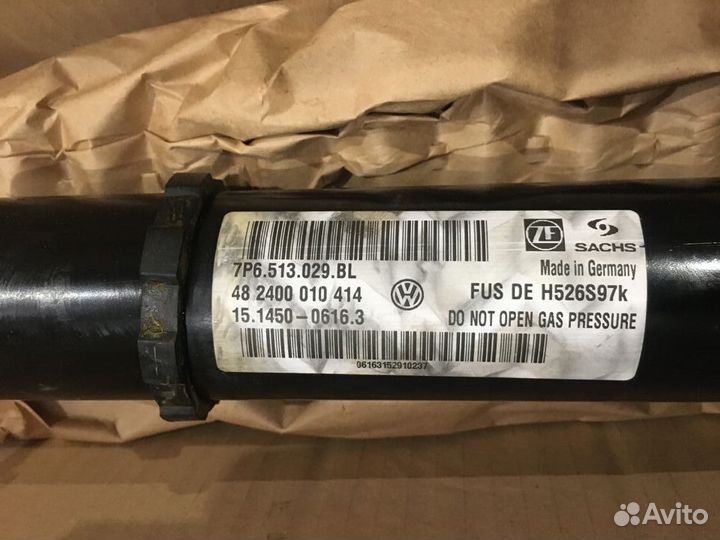 ZF SACHS
7P6.513.029.BL Made in Germany
48 2400 010 414 FUS DE H526S97k
15.1450-0616.3 DO NOT OPEN GAS PRESSURE
06163152910237
Avito